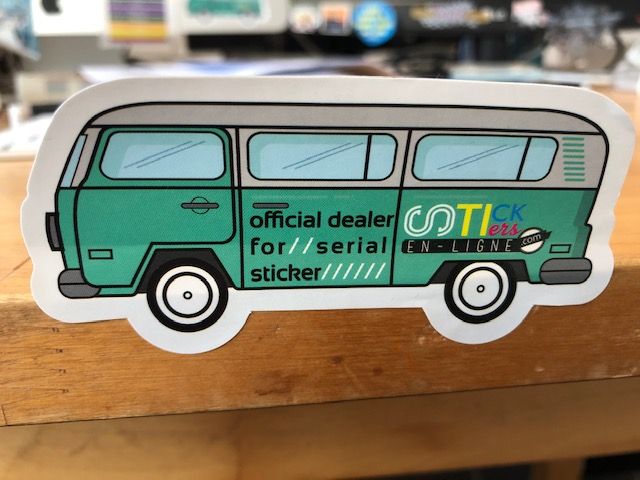 official dealer
for//serial
sticker///////
STICKers
EN-LIGNE.com